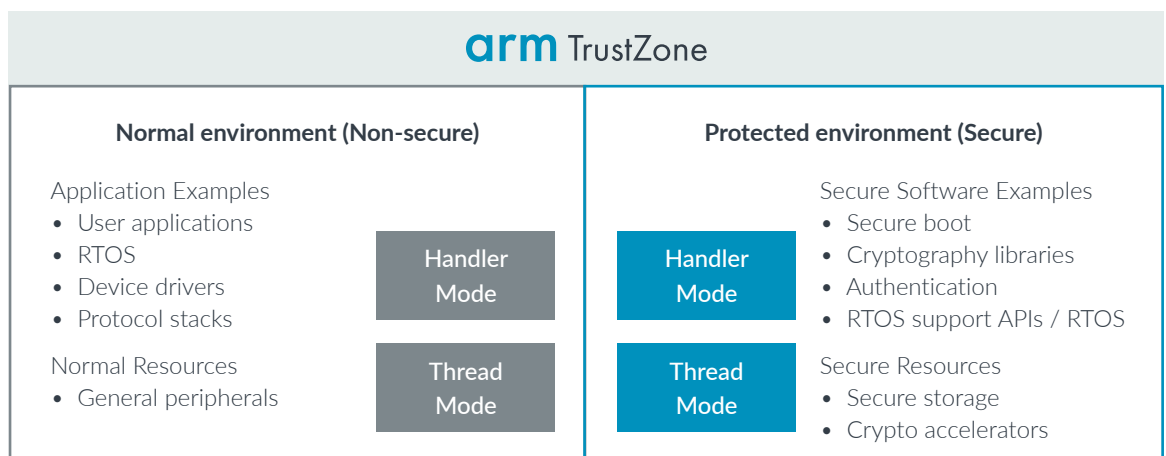 arm TrustZone
Normal environment (Non-secure)
Application Examples
• User applications
• RTOS
• Device drivers
• Protocol stacks
Normal Resources
• General peripherals
Handler
Mode
Thread
Mode
Protected environment (Secure)
Handler
Mode
Thread
Mode
Secure Software Examples
• Secure boot
• Cryptography libraries
• Authentication
• RTOS support APIs / RTOS
Secure Resources
• Secure storage
• Crypto accelerators